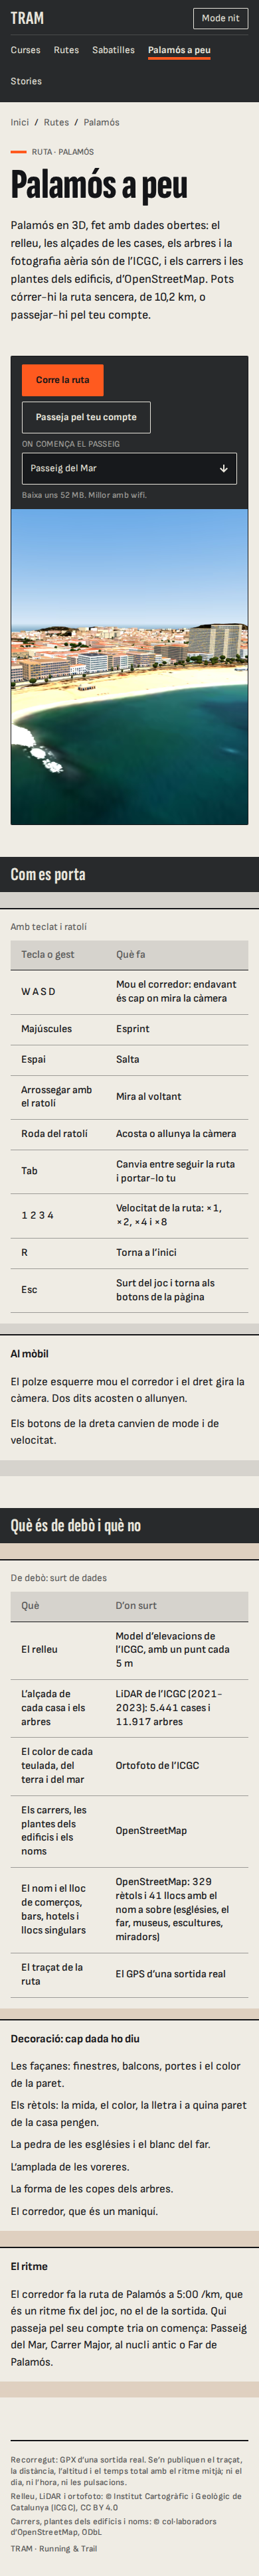 TRAM
Mode nit
Curses Rutes Sabatilles Palamós a peu
Stories
Inici / Rutes / Palamós
RUTA · PALAMÓS
Palamós a peu
Palamós en 3D, fet amb dades obertes: el
relleu, les alçades de les cases, els arbres i la
fotografia aèria són de l’ICGC, i els carrers i les
plantes dels edificis, d’OpenStreetMap. Pots
córrer-hi la ruta sencera, de 10,2 km, o
passejar-hi pel teu compte.
Corre la ruta
Passeja pel teu compte
ON COMENÇA EL PASSEIG
Passeig del Mar
Baixa uns 52 MB. Millor amb wifi.
Com es porta
Amb teclat i ratolí
Tecla o gest Què fa
W A S D Mou el corredor: endavant
és cap on mira la càmera
Majúscules Esprint
Espai Salta
Arrossegar amb
el ratolí Mira al voltant
Roda del ratolí Acosta o allunya la càmera
Tab Canvia entre seguir la ruta
i portar-lo tu
1 2 3 4 Velocitat de la ruta: ×1,
×2, ×4 i ×8
R Torna a l’inici
Esc Surt del joc i torna als
botons de la pàgina
Al mòbil
El polze esquerre mou el corredor i el dret gira la
càmera. Dos dits acosten o allunyen.
Els botons de la dreta canvien de mode i de
velocitat.
Què és de debò i què no
De debò: surt de dades
Què D’on surt
El relleu Model d’elevacions de
l’ICGC, amb un punt cada
5 m
L’alçada de
cada casa i els
arbres LiDAR de l’ICGC (2021-
2023): 5.441 cases i
11.917 arbres
El color de cada
teulada, del
terra i del mar Ortofoto de l’ICGC
Els carrers, les
plantes dels
edificis i els
noms OpenStreetMap
El nom i el lloc
de comerços,
bars, hotels i
llocs singulars OpenStreetMap: 329
rètols i 41 llocs amb el
nom a sobre (esglésies, el
far, museus, escultures,
miradors)
El traçat de la
ruta El GPS d’una sortida real
Decoració: cap dada ho diu
Les façanes: finestres, balcons, portes i el color
de la paret.
Els rètols: la mida, el color, la lletra i a quina paret
de la casa pengen.
La pedra de les esglésies i el blanc del far.
L’amplada de les voreres.
La forma de les copes dels arbres.
El corredor, que és un maniquí.
El ritme
El corredor fa la ruta de Palamós a 5:00 /km, que
és un ritme fix del joc, no el de la sortida. Qui
passeja pel seu compte tria on comença: Passeig
del Mar, Carrer Major, al nucli antic o Far de
Palamós.
Recorregut: GPX d’una sortida real. Se’n publiquen el traçat,
la distància, l’altitud i el temps total amb el ritme mitjà; ni el
dia, ni l’hora, ni les pulsacions.
Relleu, LiDAR i ortofoto: © Institut Cartogràfic i Geològic de
Catalunya (ICGC), CC BY 4.0
Carrers, plantes dels edificis i noms: © col·laboradors
d’OpenStreetMap, ODbL
TRAM · Running & Trail